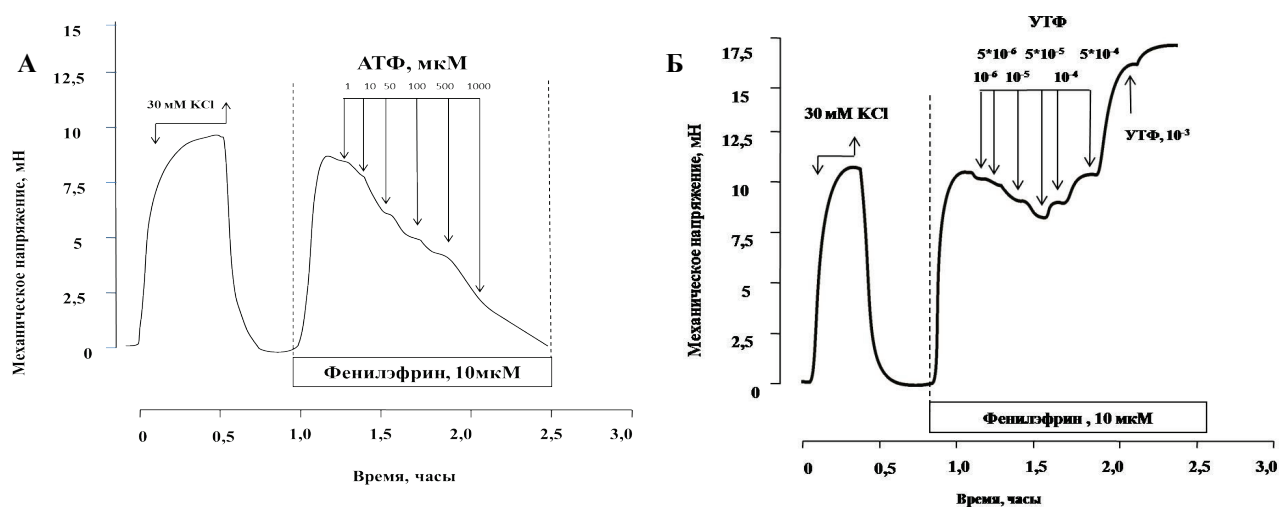 А
АТФ, мкМ
1 10 50 100 500 1000
30 мМ KCl
15
12,5
10
7,5
5
2,5
0
Механическое напряжение, мН
Фенилэфрин, 10мкМ
0 0,5 1,0 1,5 2,0 2,5 3,0
Время, часы
Б
УТФ
5*10-6 5*10-5 5*10-4
10-6 10-5 10-4
30 мМ KCl
УТФ, 10-3
17,5
15
12,5
10
7,5
5
2,5
0
Механическое напряжение, мН
Фенилэфрин , 10 мкМ
0 0,5 1,0 1,5 2,0 2,5 3,0
Время, часы